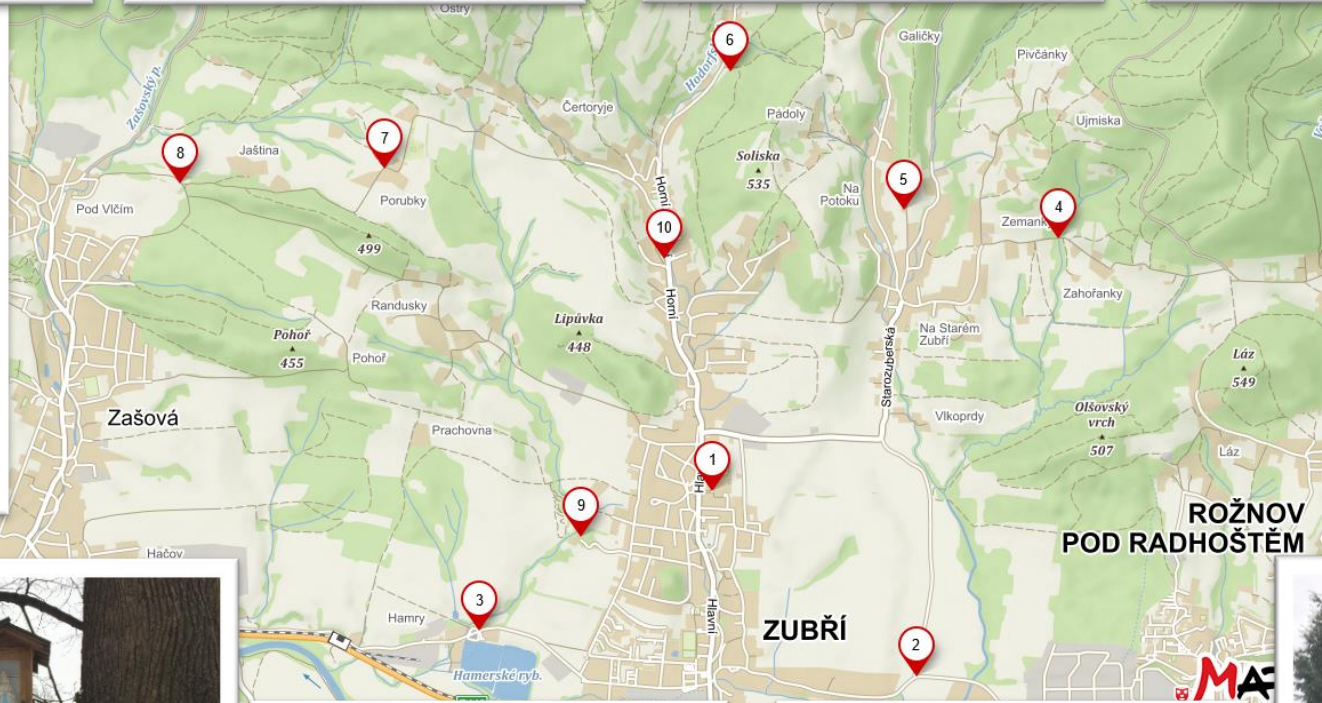 Ostrý
6
Galičky
Pivčánky
Zašovský p.
Hodorfský
Čertoryje
Pádoly
Ujmiska
7
8
Jaština
Soliska
535
5
Pod Vlčím
Porubky
Horní
Na
Potoku
4
Zemanky
10
499
Randusky
Horní
Zahořanky
Lipůvka
448
Pohoř
455
Pohoř
Na Starém
Zubří
Starozuberská
Láz
549
Zašová
Prachovna
Vlkoprdy
Olšovský
vrch
507
Láz
1
9
ROŽNOV
POD RADHOŠTĚM
Hačov
3
Hamry
Hlavní
ZUBŘÍ
2
Hamerské ryb.